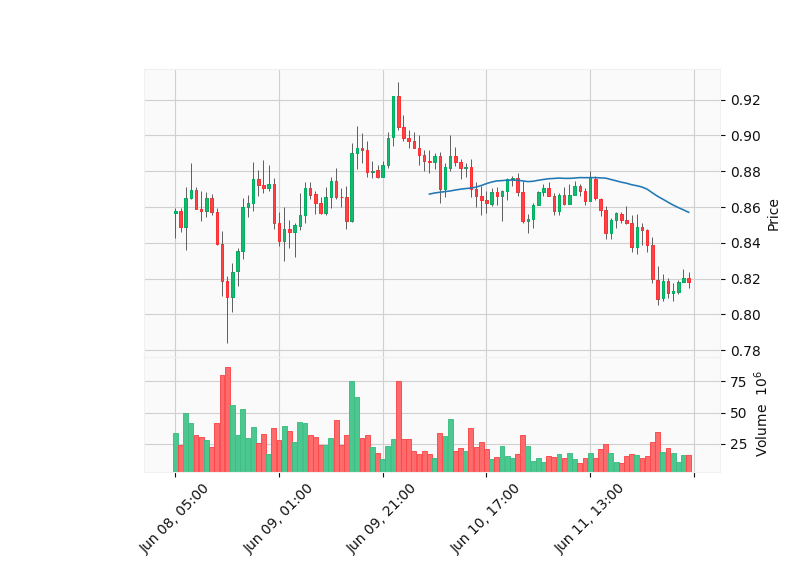 0.92
0.90
0.88
0.86
0.84
0.82
0.80
0.78
Price
75
50
25
Volume 10^6
Jun 08, 05:00
Jun 09, 01:00
Jun 09, 21:00
Jun 10, 17:00
Jun 11, 13:00